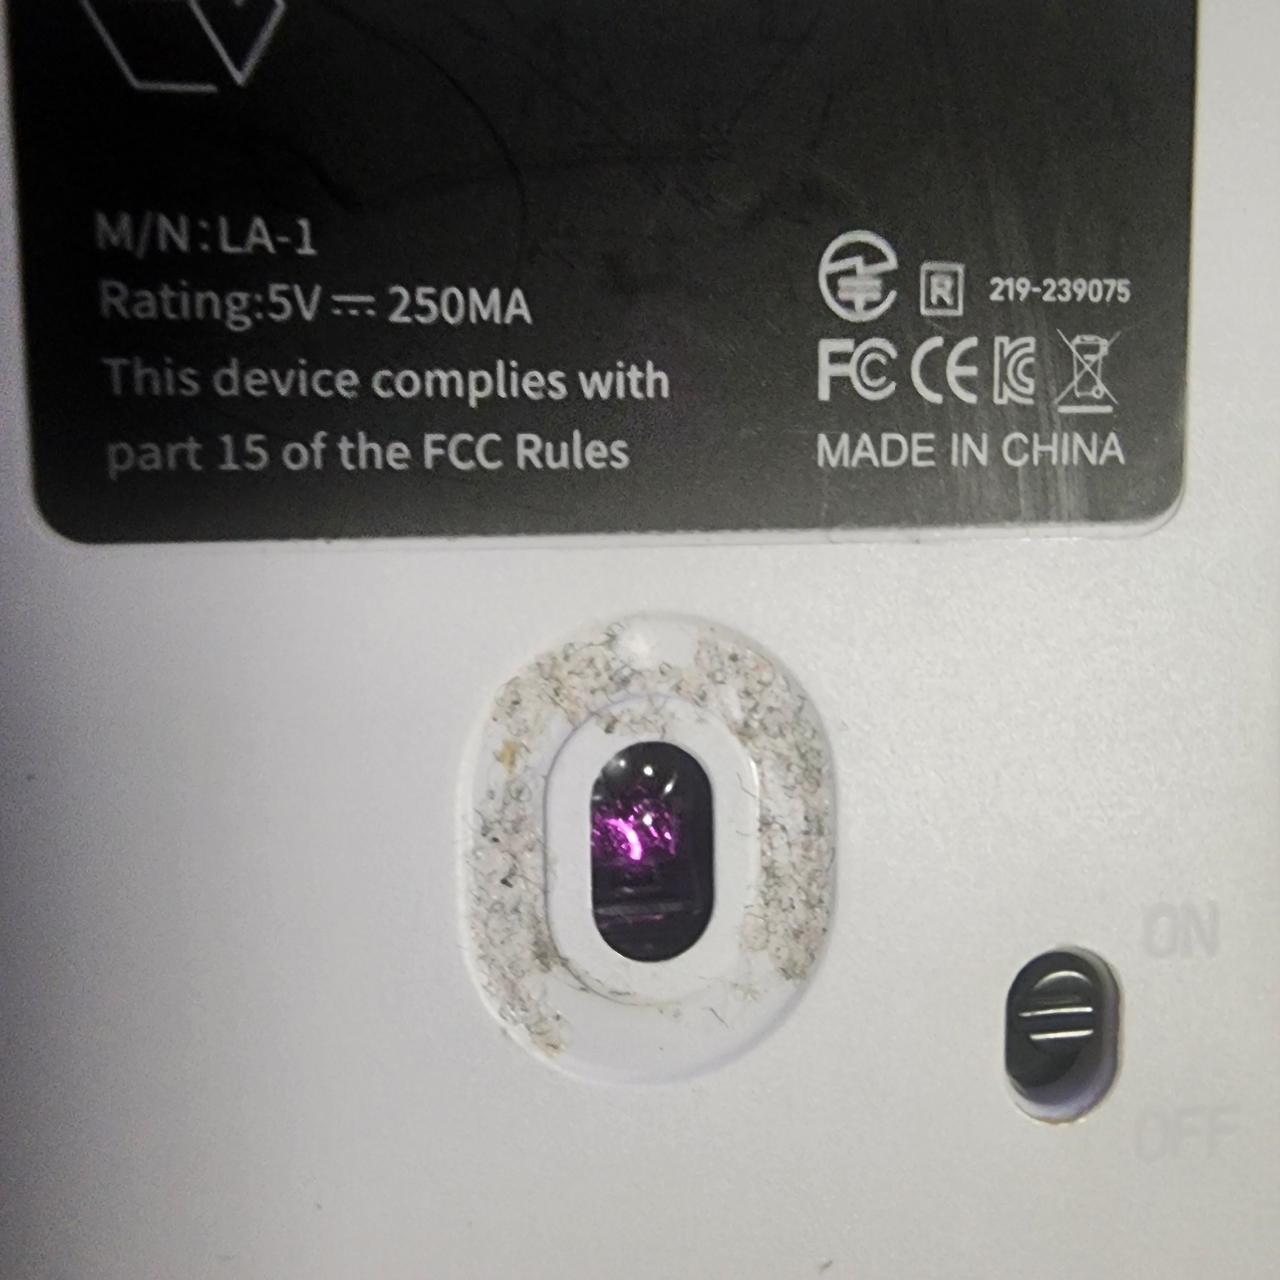 M/N:LA-1
Rating:5V⎓250MA
This device complies with
part 15 of the FCC Rules
R 219-239075
FC CE KC
MADE IN CHINA
ON
OFF